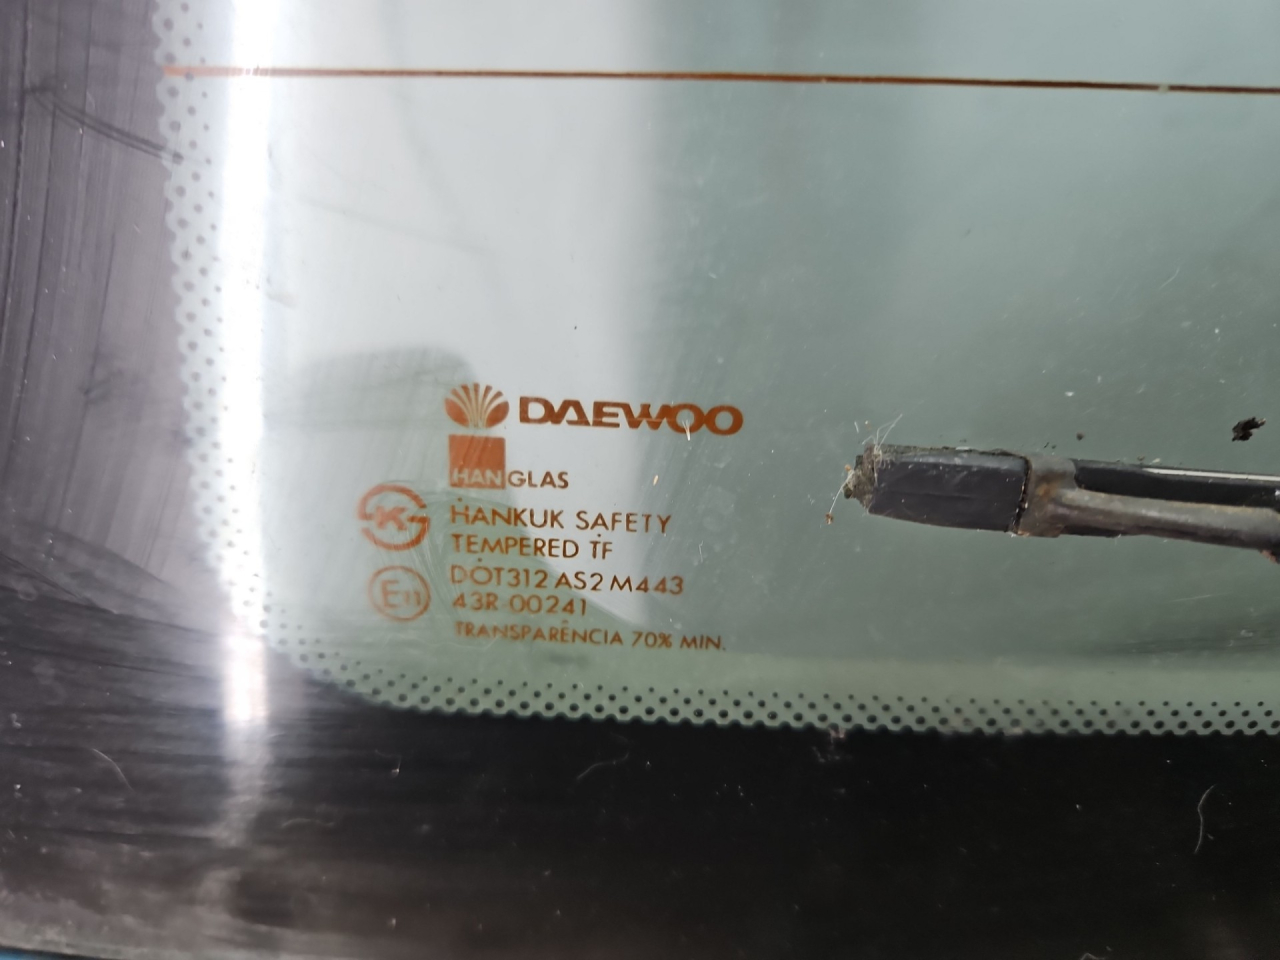 DAEWOO
HANGLAS
K
HANKUK SAFETY
TEMPERED TF
DOT312 AS2 M443
E11
43R 00241
TRANSPARÊNCIA 70% MIN.